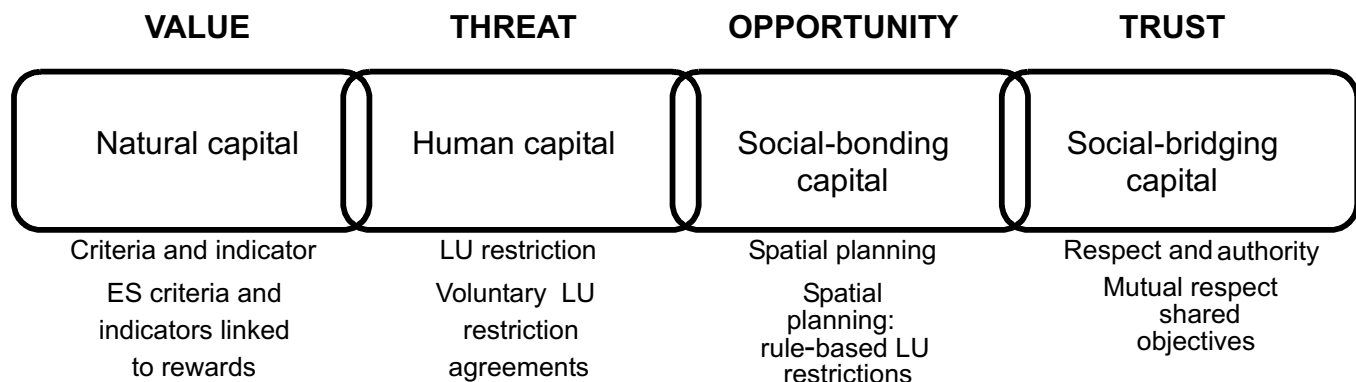 VALUE THREAT OPPORTUNITY TRUST
Natural capital
Human capital
Social-bonding
capital
Social-bridging
capital
Criteria and indicator
ES criteria and
indicators linked
to rewards
LU restriction
Voluntary LU
restriction
agreements
Spatial planning
Spatial
planning:
rule-based LU
restrictions
Respect and authority
Mutual respect
shared
objectives